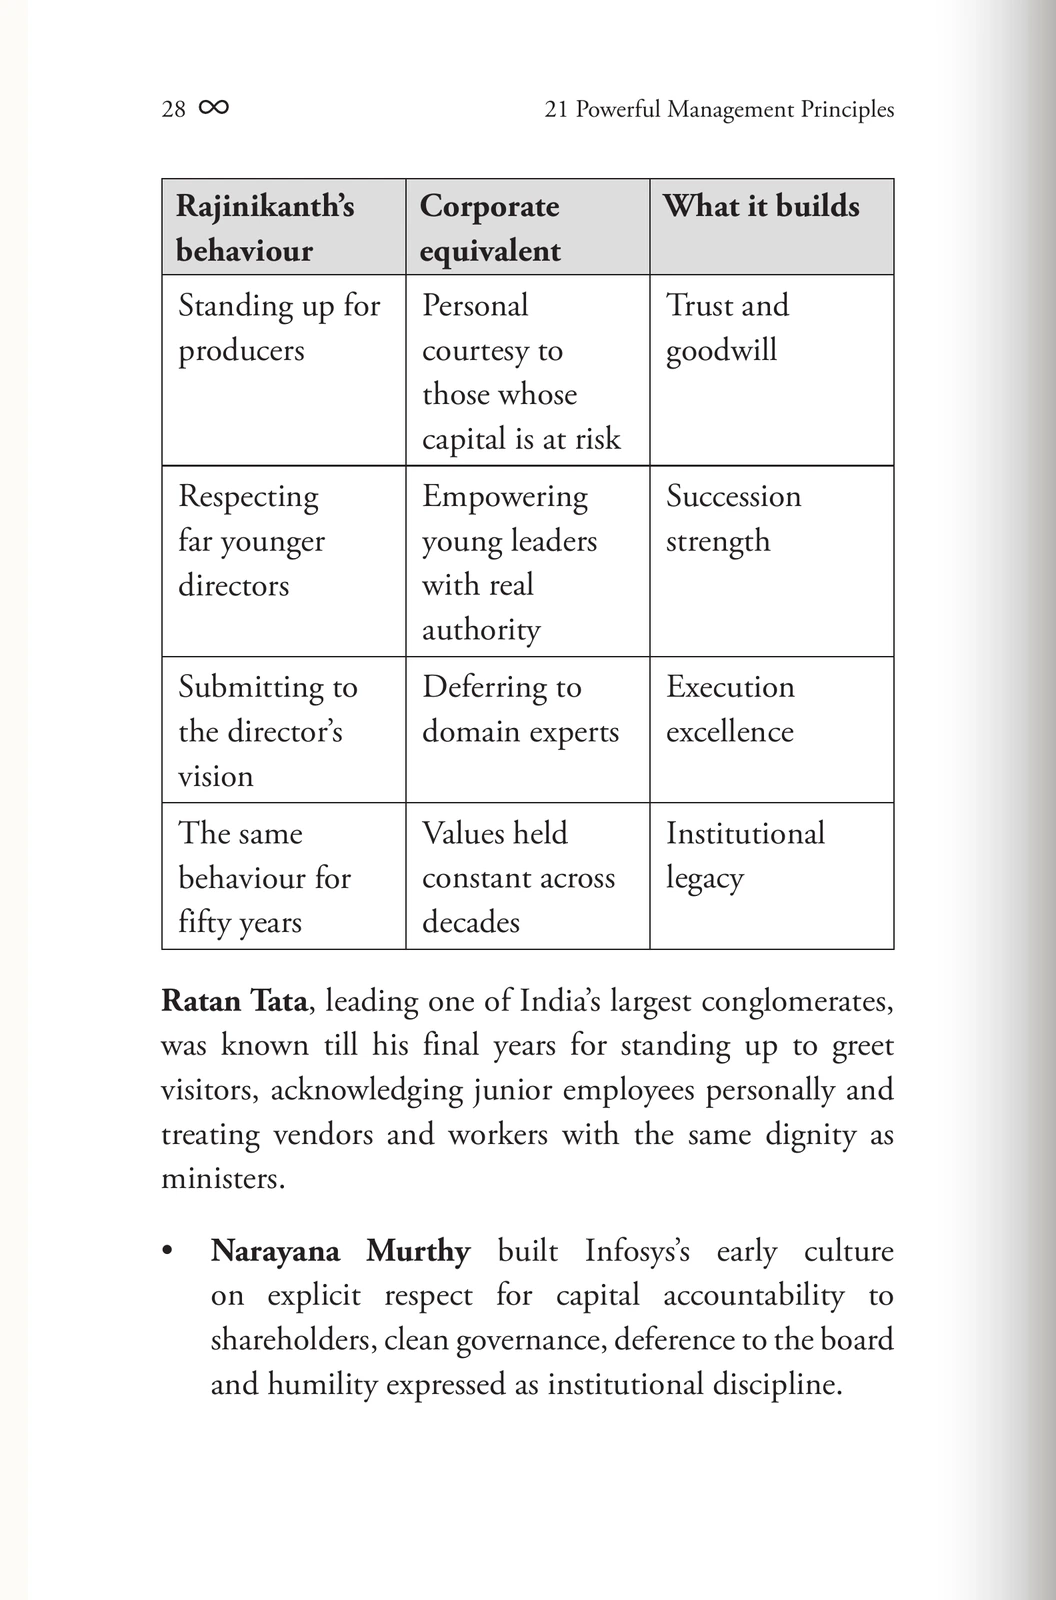 28 ∞ 21 Powerful Management Principles
Rajinikanth’s behaviour | Corporate equivalent | What it builds
Standing up for producers | Personal courtesy to those whose capital is at risk | Trust and goodwill
Respecting far younger directors | Empowering young leaders with real authority | Succession strength
Submitting to the director’s vision | Deferring to domain experts | Execution excellence
The same behaviour for fifty years | Values held constant across decades | Institutional legacy
Ratan Tata, leading one of India’s largest conglomerates,
was known till his final years for standing up to greet
visitors, acknowledging junior employees personally and
treating vendors and workers with the same dignity as
ministers.
• Narayana Murthy built Infosys’s early culture
on explicit respect for capital accountability to
shareholders, clean governance, deference to the board
and humility expressed as institutional discipline.